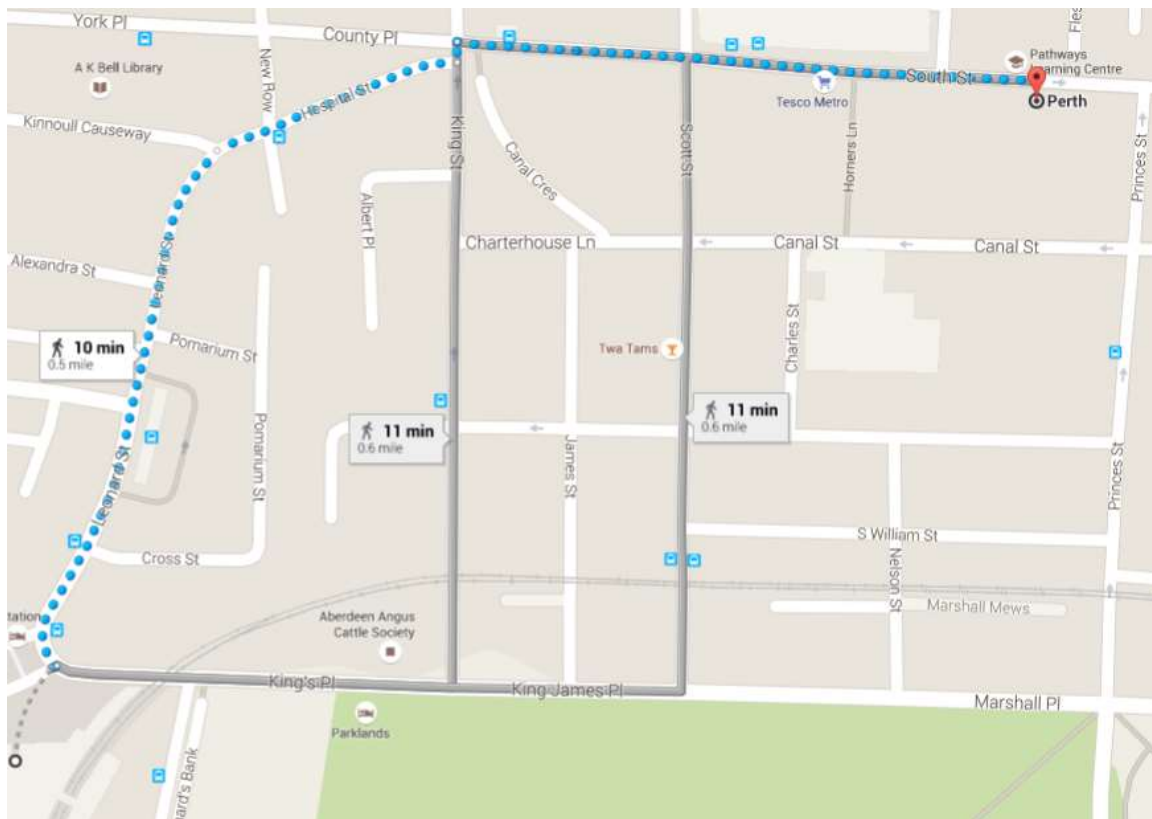 York Pl
County Pl
A K Bell Library
New Row
Hospital St
Kinnoull Causeway
King St
Canal Cres
Scott St
Tesco Metro
Horners Ln
South St
Pathways
Learning Centre
Perth
Princes St
Albert Pl
Leonard St
Alexandra St
Charterhouse Ln
Canal St
Canal St
10 min
0.5 mile
Pomarium St
Twa Tams
Charles St
11 min
0.6 mile
11 min
0.6 mile
Pomarium St
James St
Leonard St
Princes St
Cross St
S William St
Nelson St
Marshall Mews
Aberdeen Angus
Cattle Society
King's Pl
King James Pl
Marshall Pl
Parklands